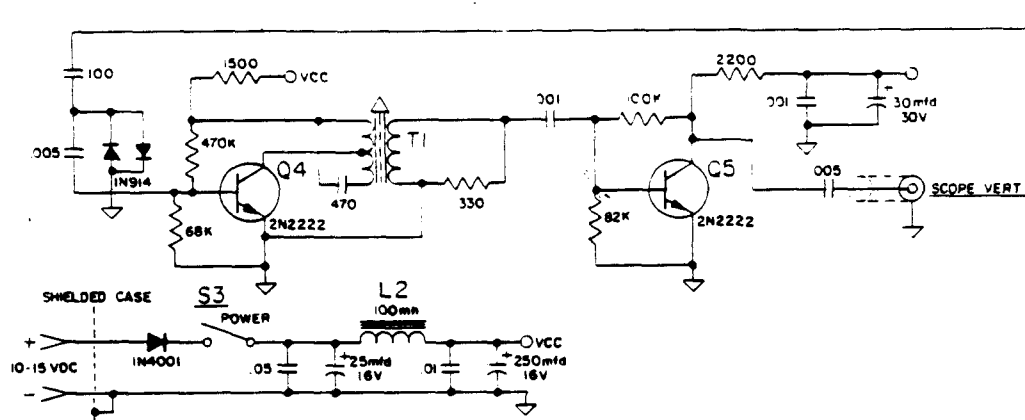 100
1500
VCC
2200
.001
100K
.001
+
30mfd
30V
.005
1N914
470K
Q4
T1
470
330
2N2222
68K
Q5
82K
2N2222
.005
SCOPE VERT
SHIELDED CASE
S3
POWER
L2
100mh
+
10-15 VDC
-
1N4001
.05
+
25mfd
16V
.01
+
250mfd
16V
VCC